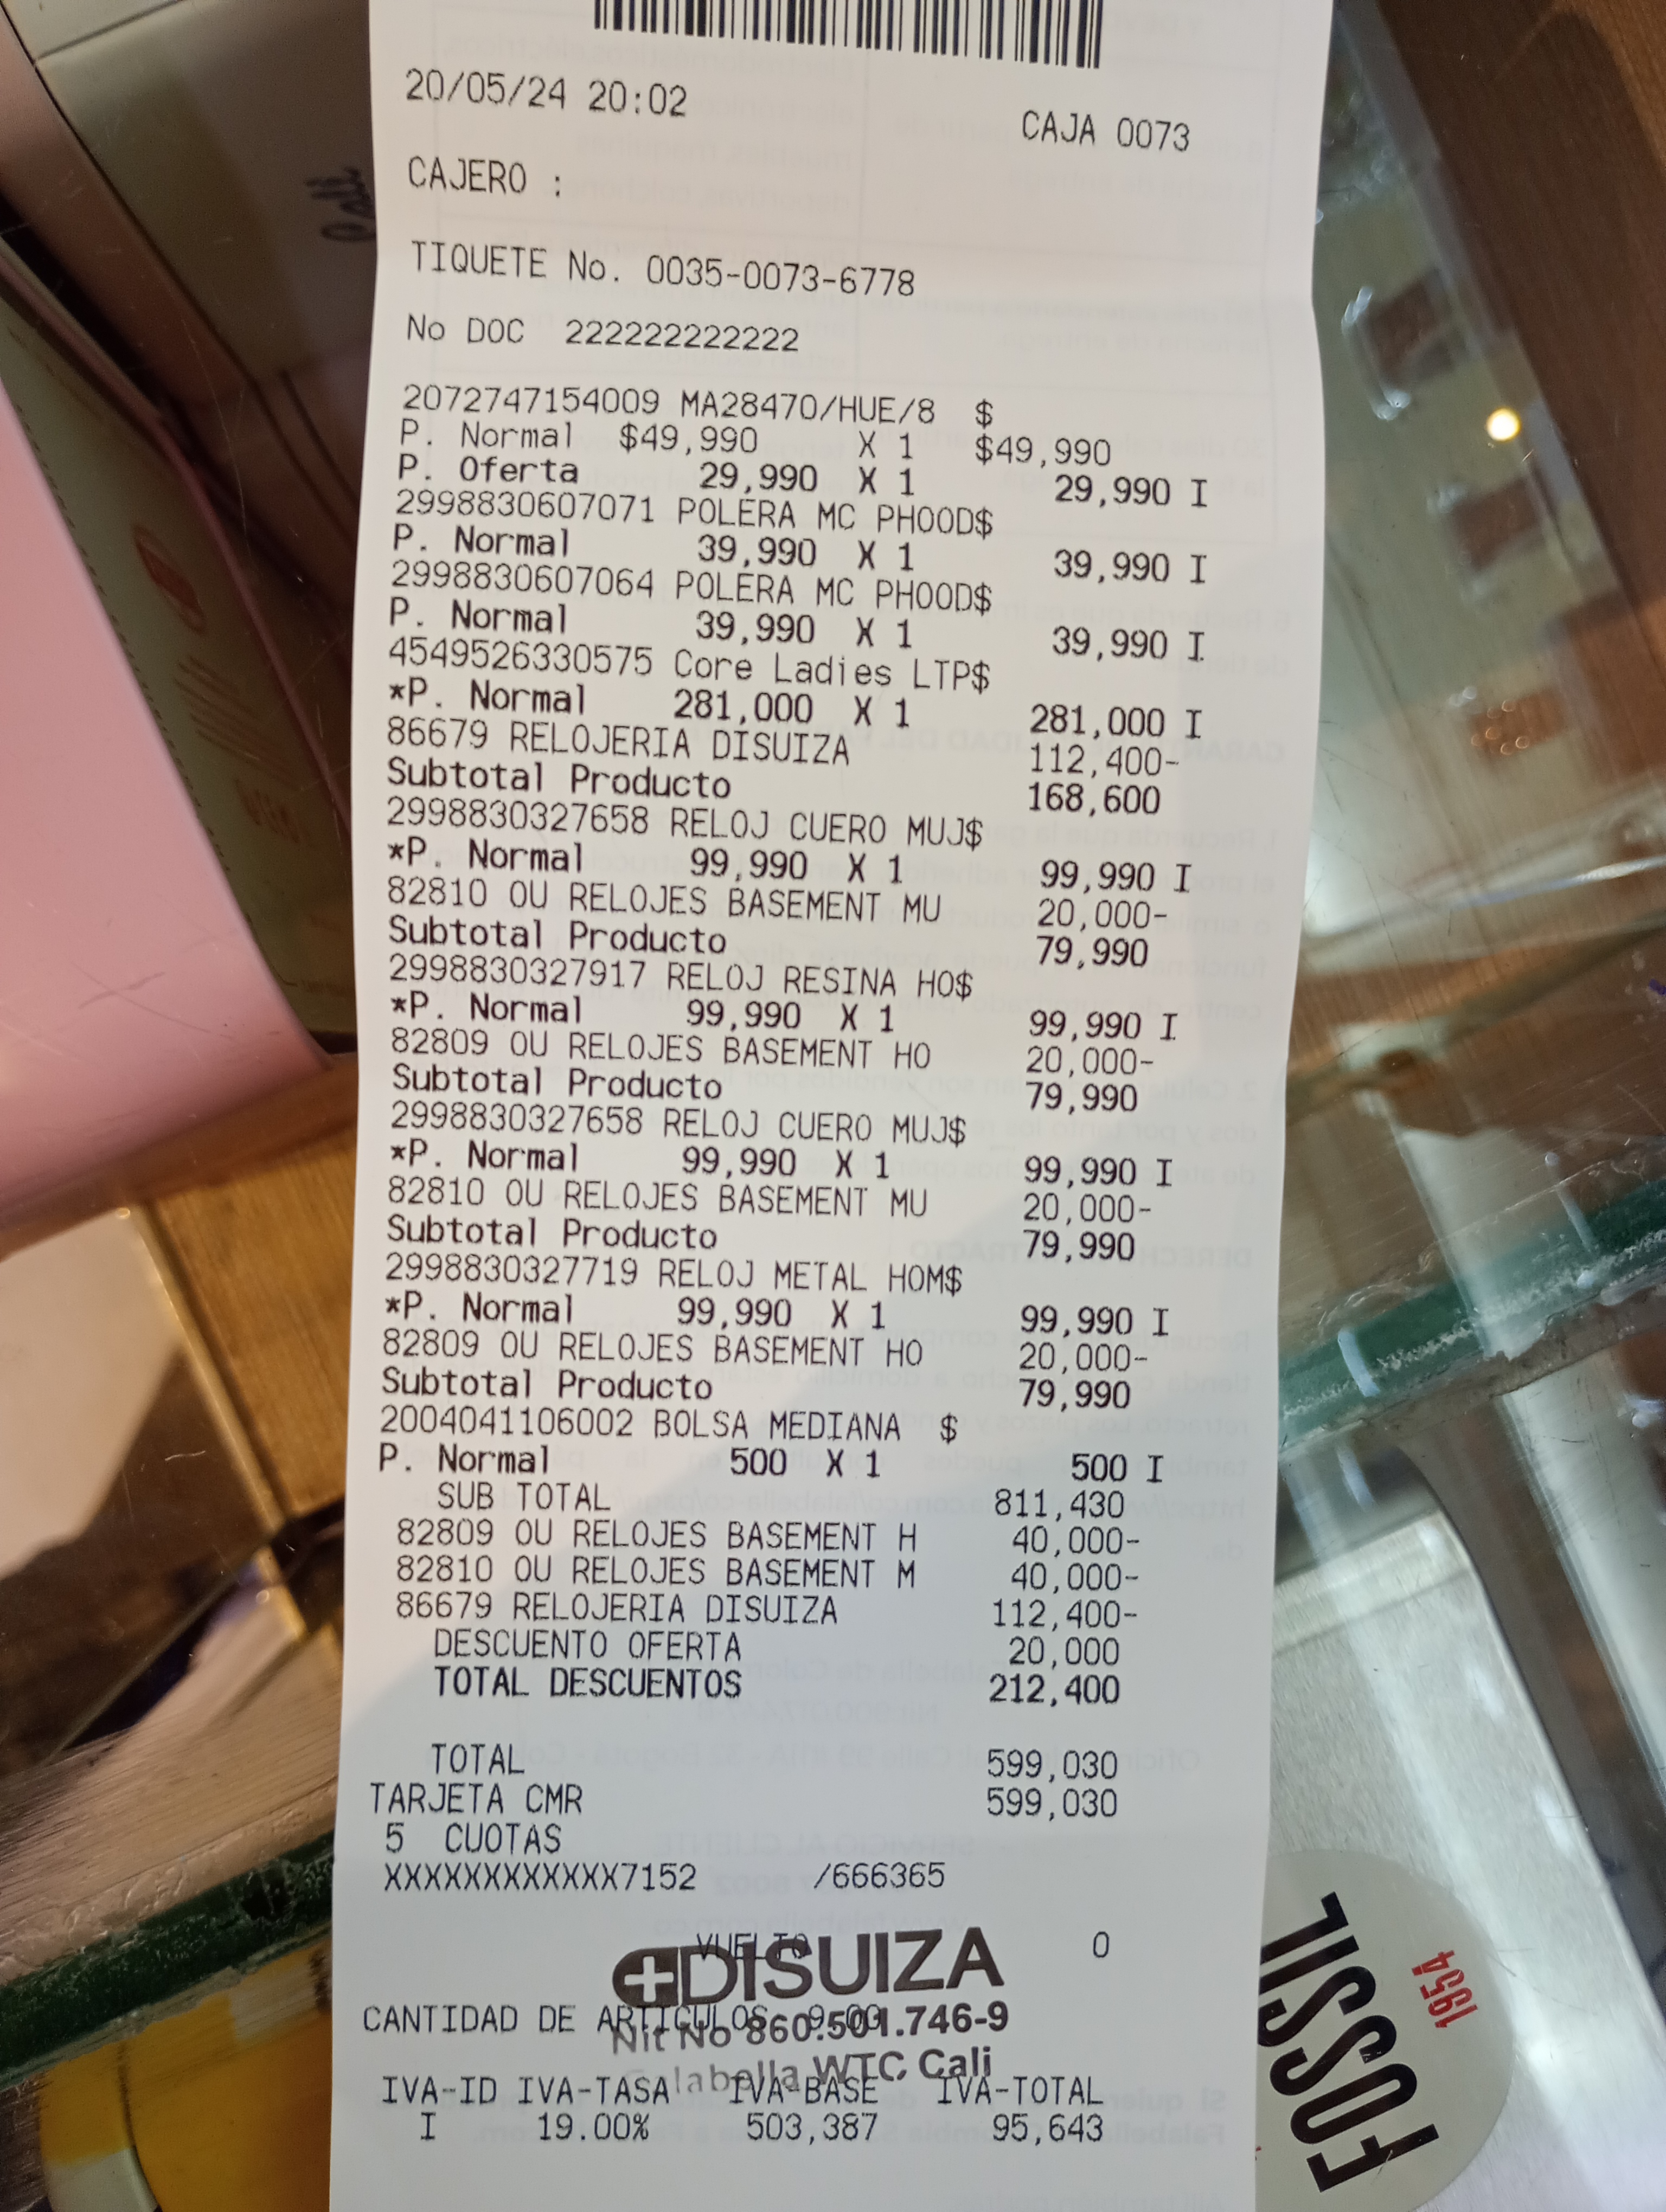 20/05/24 20:02
CAJA 0073
CAJERO :
TIQUETE No. 0035-0073-6778
No DOC 222222222222
2072747154009 MA28470/HUE/8 $
P. Normal $49,990 X 1 $49,990
P. Oferta 29,990 X 1 29,990 I
2998830607071 POLERA MC PHOOD$
P. Normal 39,990 X 1 39,990 I
2998830607064 POLERA MC PHOOD$
P. Normal 39,990 X 1 39,990 I
4549526330575 Core Ladies LTP$
*P. Normal 281,000 X 1 281,000 I
86679 RELOJERIA DISUIZA 112,400-
Subtotal Producto 168,600
2998830327658 RELOJ CUERO MUJ$
*P. Normal 99,990 X 1 99,990 I
82810 OU RELOJES BASEMENT MU 20,000-
Subtotal Producto 79,990
2998830327917 RELOJ RESINA HO$
*P. Normal 99,990 X 1 99,990 I
82809 OU RELOJES BASEMENT HO 20,000-
Subtotal Producto 79,990
2998830327658 RELOJ CUERO MUJ$
*P. Normal 99,990 X 1 99,990 I
82810 OU RELOJES BASEMENT MU 20,000-
Subtotal Producto 79,990
2998830327719 RELOJ METAL HOM$
*P. Normal 99,990 X 1 99,990 I
82809 OU RELOJES BASEMENT HO 20,000-
Subtotal Producto 79,990
2004041106002 BOLSA MEDIANA $
P. Normal 500 X 1 500 I
SUB TOTAL 811,430
82809 OU RELOJES BASEMENT H 40,000-
82810 OU RELOJES BASEMENT M 40,000-
86679 RELOJERIA DISUIZA 112,400-
DESCUENTO OFERTA 20,000
TOTAL DESCUENTOS 212,400
TOTAL 599,030
TARJETA CMR 599,030
5 CUOTAS
XXXXXXXXXXXX7152 /666365
VUELTO 0
DISUIZA
CANTIDAD DE ARTICULOS 9.00
Nit No 860.501.746-9
WTC Cali
IVA-ID IVA-TASA IVA-BASE IVA-TOTAL
I 19.00% 503,387 95,643
FOSSIL
1954